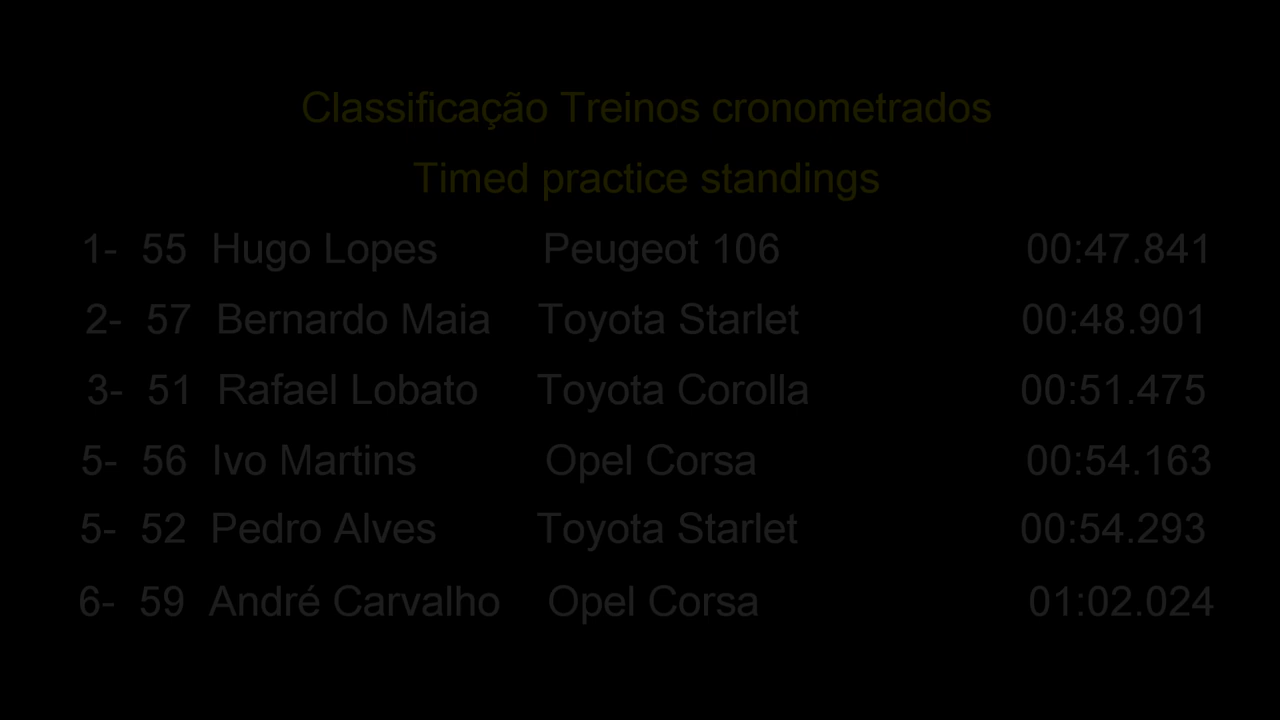 Classificação Treinos cronometrados
Timed practice standings
1- 55 Hugo Lopes Peugeot 106 00:47.841
2- 57 Bernardo Maia Toyota Starlet 00:48.901
3- 51 Rafael Lobato Toyota Corolla 00:51.475
5- 56 Ivo Martins Opel Corsa 00:54.163
5- 52 Pedro Alves Toyota Starlet 00:54.293
6- 59 André Carvalho Opel Corsa 01:02.024